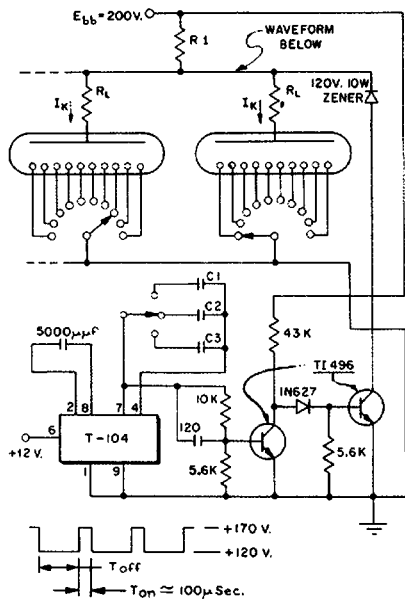 Ebb = 200V.
R 1
WAVEFORM
BELOW
120V. 10W
ZENER
IK
RL
IK
RL
C1
C2
C3
5000μμf
43 K
TI 496
2 8 7 4
10K
1N627
T-104
120
6
+12 V.
5.6K
5.6K
1 9
+170 V.
+120 V.
Toff
Ton ≃ 100μ Sec.